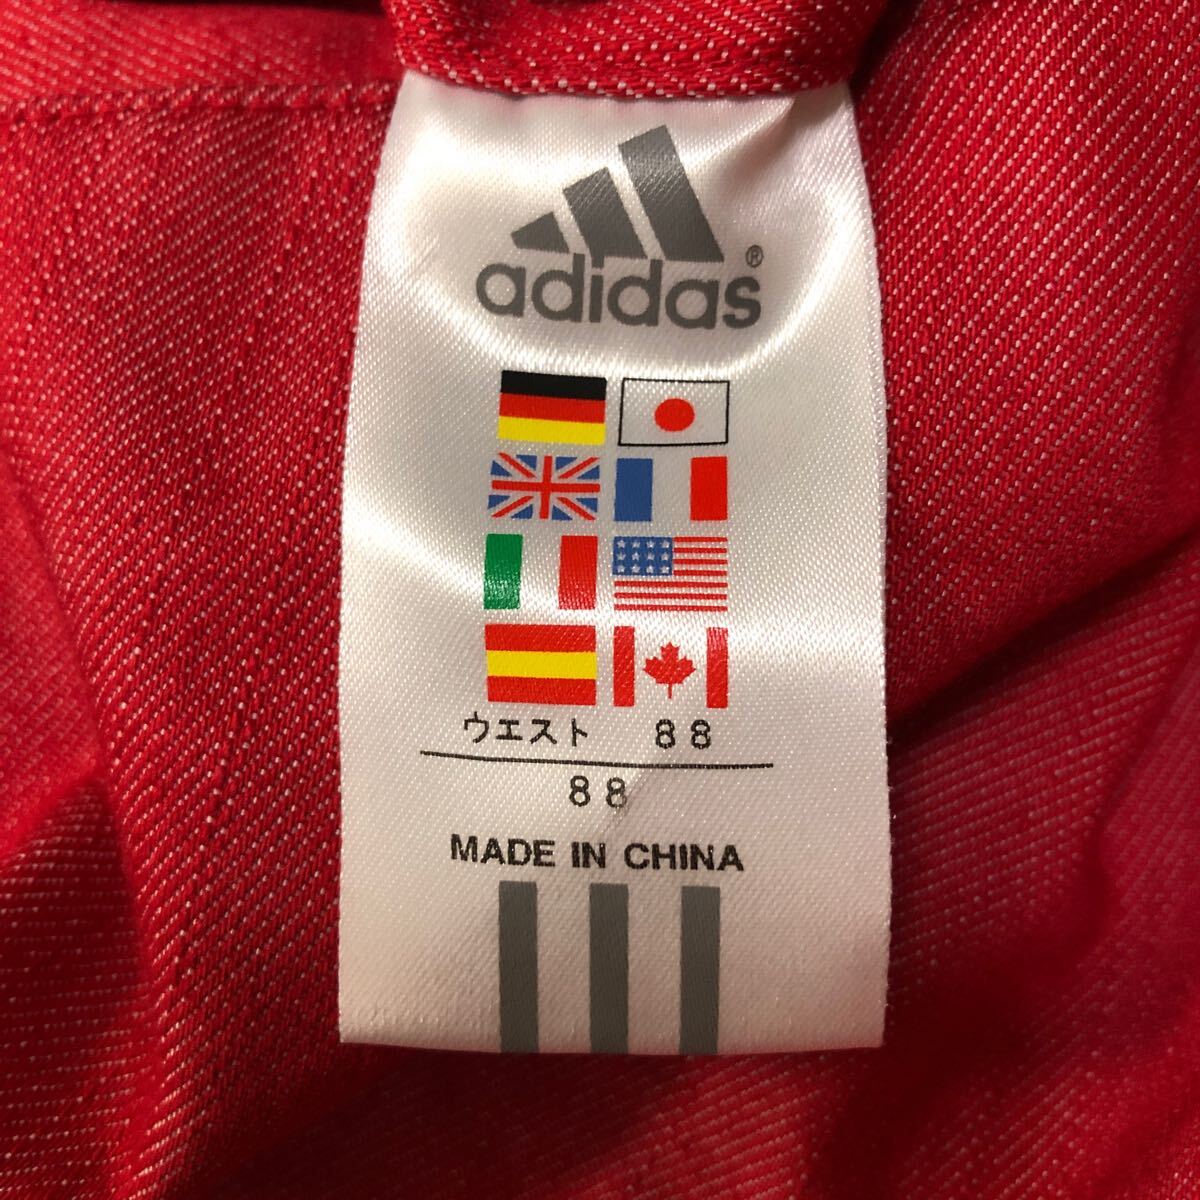 adidas®
ウエスト 88
88
MADE IN CHINA